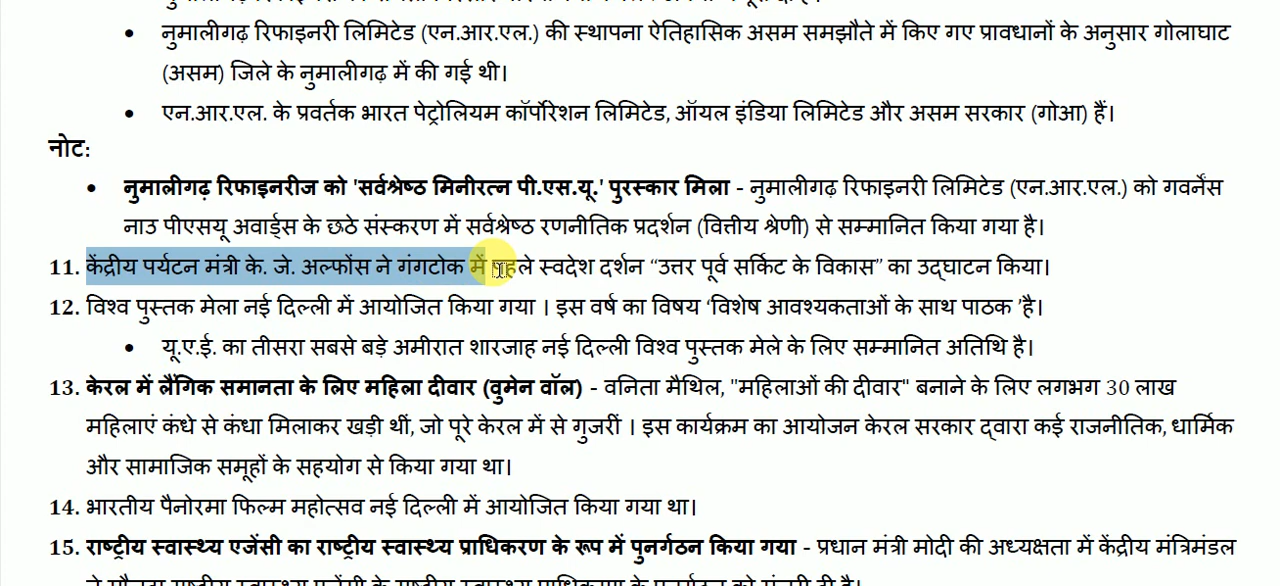 • नुमालीगढ़ रिफाइनरी लिमिटेड (एन.आर.एल.) की स्थापना ऐतिहासिक असम समझौते में किए गए प्रावधानों के अनुसार गोलाघाट
(असम) जिले के नुमालीगढ़ में की गई थी।
• एन.आर.एल. के प्रवर्तक भारत पेट्रोलियम कॉर्पोरेशन लिमिटेड, ऑयल इंडिया लिमिटेड और असम सरकार (गोआ) हैं।
नोट:
• नुमालीगढ़ रिफाइनरीज को 'सर्वश्रेष्ठ मिनीरत्न पी.एस.यू.' पुरस्कार मिला - नुमालीगढ़ रिफाइनरी लिमिटेड (एन.आर.एल.) को गवर्नेंस
नाउ पीएसयू अवार्ड्स के छठे संस्करण में सर्वश्रेष्ठ रणनीतिक प्रदर्शन (वित्तीय श्रेणी) से सम्मानित किया गया है।
11. केंद्रीय पर्यटन मंत्री के. जे. अल्फोंस ने गंगटोक में पहले स्वदेश दर्शन “उत्तर पूर्व सर्किट के विकास” का उद्घाटन किया।
12. विश्व पुस्तक मेला नई दिल्ली में आयोजित किया गया । इस वर्ष का विषय ‘विशेष आवश्यकताओं के साथ पाठक ’है।
• यू.ए.ई. का तीसरा सबसे बड़े अमीरात शारजाह नई दिल्ली विश्व पुस्तक मेले के लिए सम्मानित अतिथि है।
13. केरल में लैंगिक समानता के लिए महिला दीवार (वुमेन वॉल) - वनिता मैथिल, "महिलाओं की दीवार" बनाने के लिए लगभग 30 लाख
महिलाएं कंधे से कंधा मिलाकर खड़ी थीं, जो पूरे केरल में से गुजरीं । इस कार्यक्रम का आयोजन केरल सरकार द्वारा कई राजनीतिक, धार्मिक
और सामाजिक समूहों के सहयोग से किया गया था।
14. भारतीय पैनोरमा फिल्म महोत्सव नई दिल्ली में आयोजित किया गया था।
15. राष्ट्रीय स्वास्थ्य एजेंसी का राष्ट्रीय स्वास्थ्य प्राधिकरण के रूप में पुनर्गठन किया गया - प्रधान मंत्री मोदी की अध्यक्षता में केंद्रीय मंत्रिमंडल